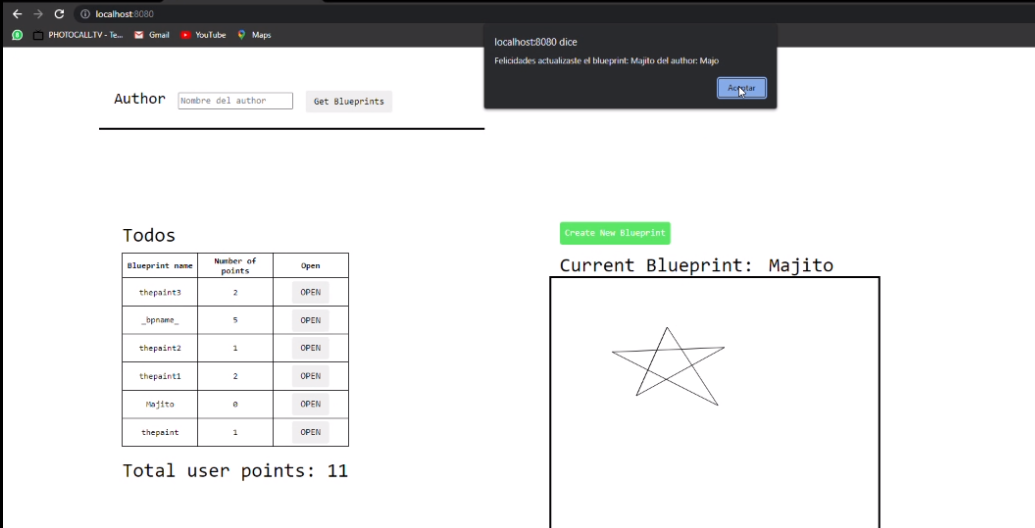 localhost:8080
PHOTOCALL.TV - Te... Gmail YouTube Maps
localhost:8080 dice
Felicidades actualizaste el blueprint: Majito del author: Majo
Aceptar
Author Nombre del author Get Blueprints
Todos
Blueprint name Number of points Open
thepaint3 2 OPEN
_bpname_ 5 OPEN
thepaint2 1 OPEN
thepaint1 2 OPEN
Majito 0 OPEN
thepaint 1 OPEN
Total user points: 11
Create New Blueprint
Current Blueprint: Majito